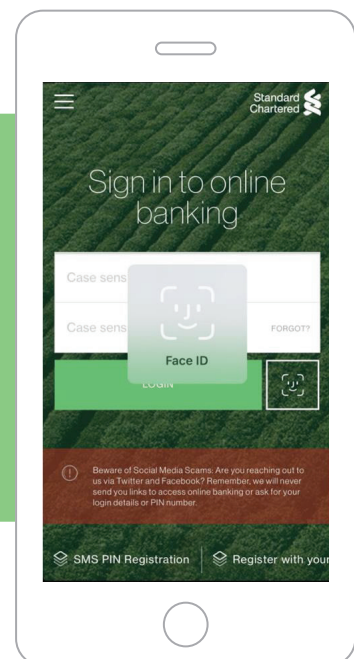 Standard
Chartered
Sign in to online
banking
Case sens
Case sens
FORGOT?
Face ID
LOGIN
Beware of Social Media Scams: Are you reaching out to
us via Twitter and Facebook? Remember, we will never
send you links to access online banking or ask for your
login details or PIN number.
SMS PIN Registration
Register with your